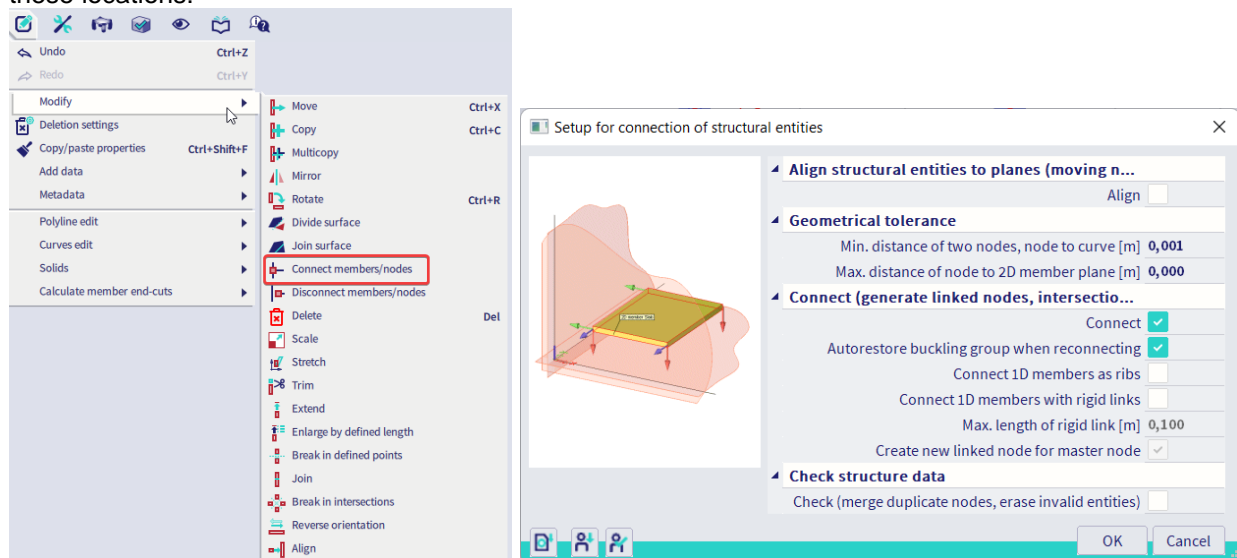 Undo Ctrl+Z
Redo Ctrl+Y
Modify
Deletion settings
Copy/paste properties Ctrl+Shift+F
Add data
Metadata
Polyline edit
Curves edit
Solids
Calculate member end-cuts
Move Ctrl+X
Copy Ctrl+C
Multicopy
Mirror
Rotate Ctrl+R
Divide surface
Join surface
Connect members/nodes
Disconnect members/nodes
Delete Del
Scale
Stretch
Trim
Extend
Enlarge by defined length
Break in defined points
Join
Break in intersections
Reverse orientation
Align
Setup for connection of structural entities
Align structural entities to planes (moving n...
Align
Geometrical tolerance
Min. distance of two nodes, node to curve [m] 0,001
Max. distance of node to 2D member plane [m] 0,000
Connect (generate linked nodes, intersectio...
Connect
Autorestore buckling group when reconnecting
Connect 1D members as ribs
Connect 1D members with rigid links
Max. length of rigid link [m] 0,100
Create new linked node for master node
Check structure data
Check (merge duplicate nodes, erase invalid entities)
OK Cancel